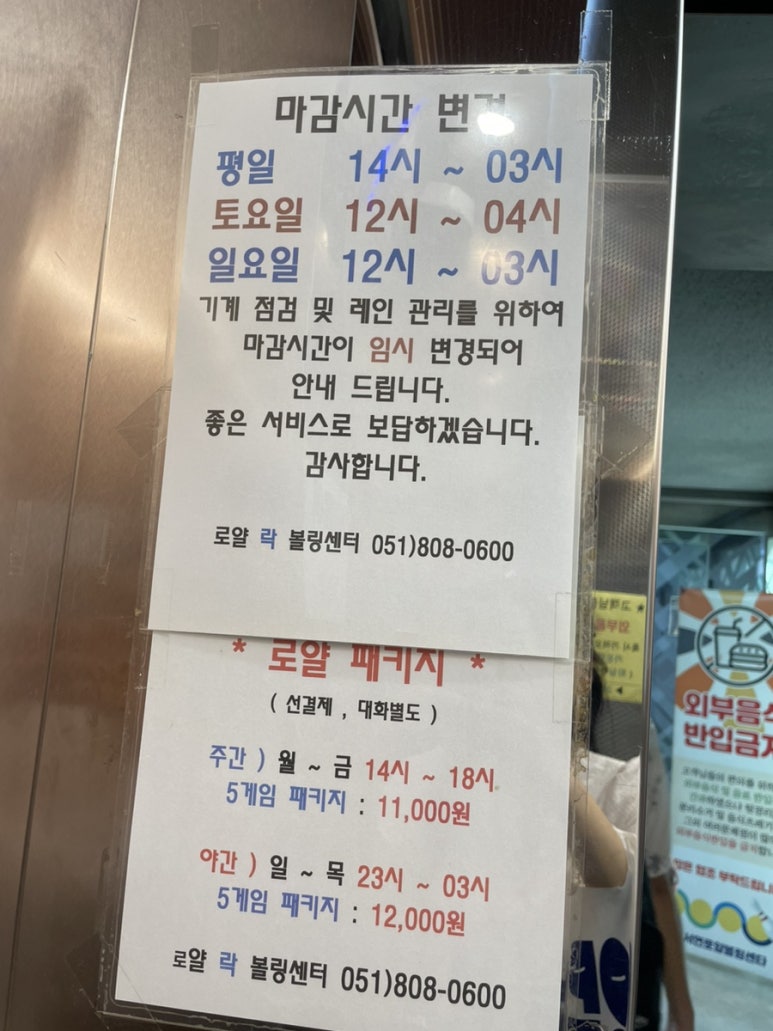 마감시간 변경
평일 14시 ~ 03시
토요일 12시 ~ 04시
일요일 12시 ~ 03시
기계 점검 및 레인 관리를 위하여
마감시간이 임시 변경되어
안내 드립니다.
좋은 서비스로 보답하겠습니다.
감사합니다.
로얄 락 볼링센터 051)808-0600
* 로얄 패키지 *
( 선결제 , 대화별도 )
주간 ) 월 ~ 금 14시 ~ 18시
5게임 패키지 : 11,000원
야간 ) 일 ~ 목 23시 ~ 03시
5게임 패키지 : 12,000원
로얄 락 볼링센터 051)808-0600
외부음
반입금지